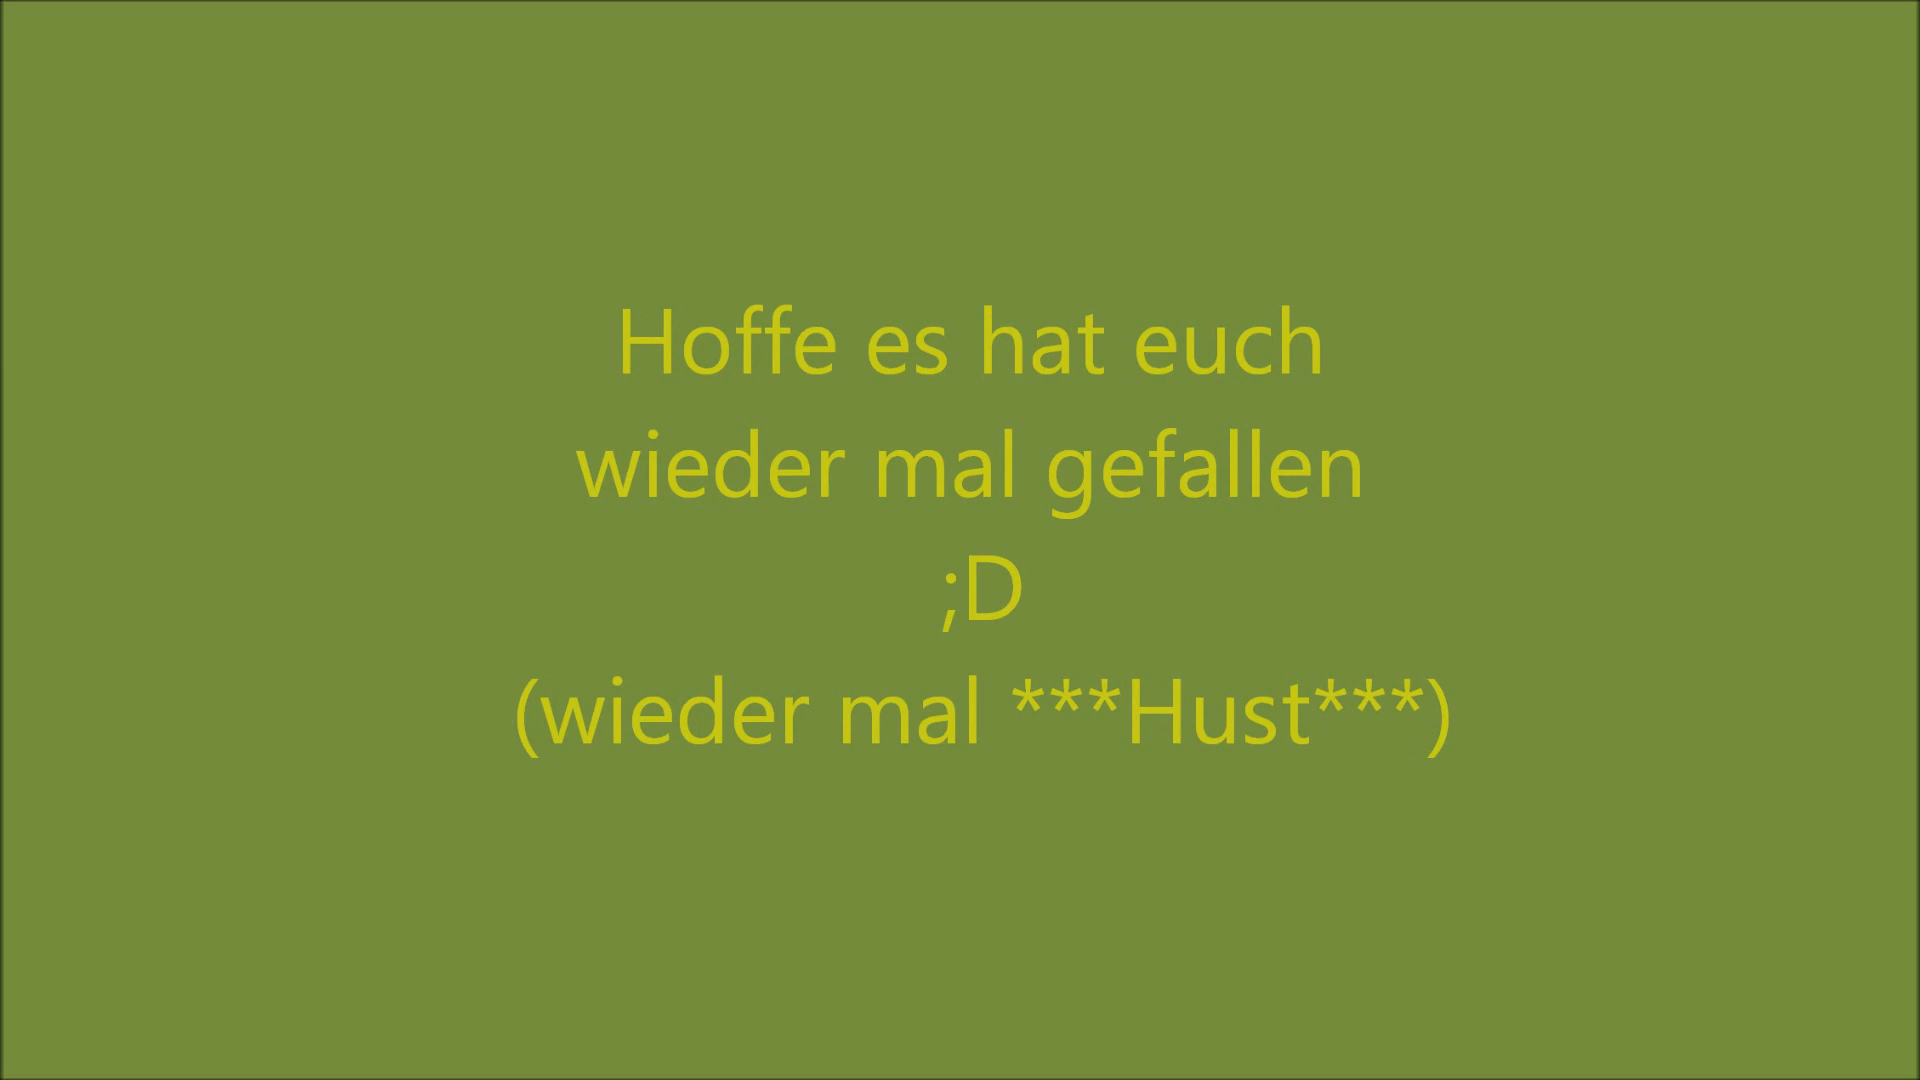 Hoffe es hat euch
wieder mal gefallen
;D
(wieder mal ***Hust***)